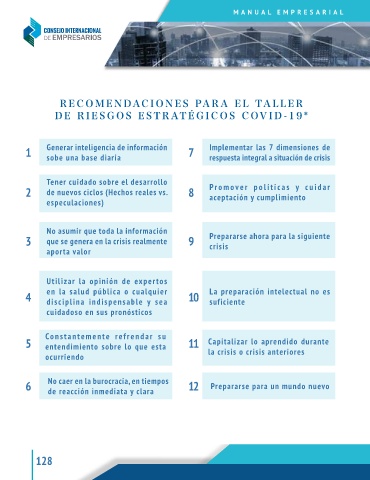 MANUAL EMPRESARIAL
CONSEJO INTERNACIONAL
DE EMPRESARIOS
RECOMENDACIONES PARA EL TALLER
DE RIESGOS ESTRATÉGICOS COVID-19*
1
Generar inteligencia de información
sobe una base diaria
2
Tener cuidado sobre el desarrollo
de nuevos ciclos (Hechos reales vs.
especulaciones)
3
No asumir que toda la información
que se genera en la crisis realmente
aporta valor
4
Utilizar la opinión de expertos
en la salud pública o cualquier
disciplina indispensable y sea
cuidadoso en sus pronósticos
5
Constantemente refrendar su
entendimiento sobre lo que esta
ocurriendo
6
No caer en la burocracia, en tiempos
de reacción inmediata y clara
7
Implementar las 7 dimensiones de
respuesta integral a situación de crisis
8
Promover politicas y cuidar
aceptación y cumplimiento
9
Prepararse ahora para la siguiente
crisis
10
La preparación intelectual no es
suficiente
11
Capitalizar lo aprendido durante
la crisis o crisis anteriores
12
Prepararse para un mundo nuevo
128